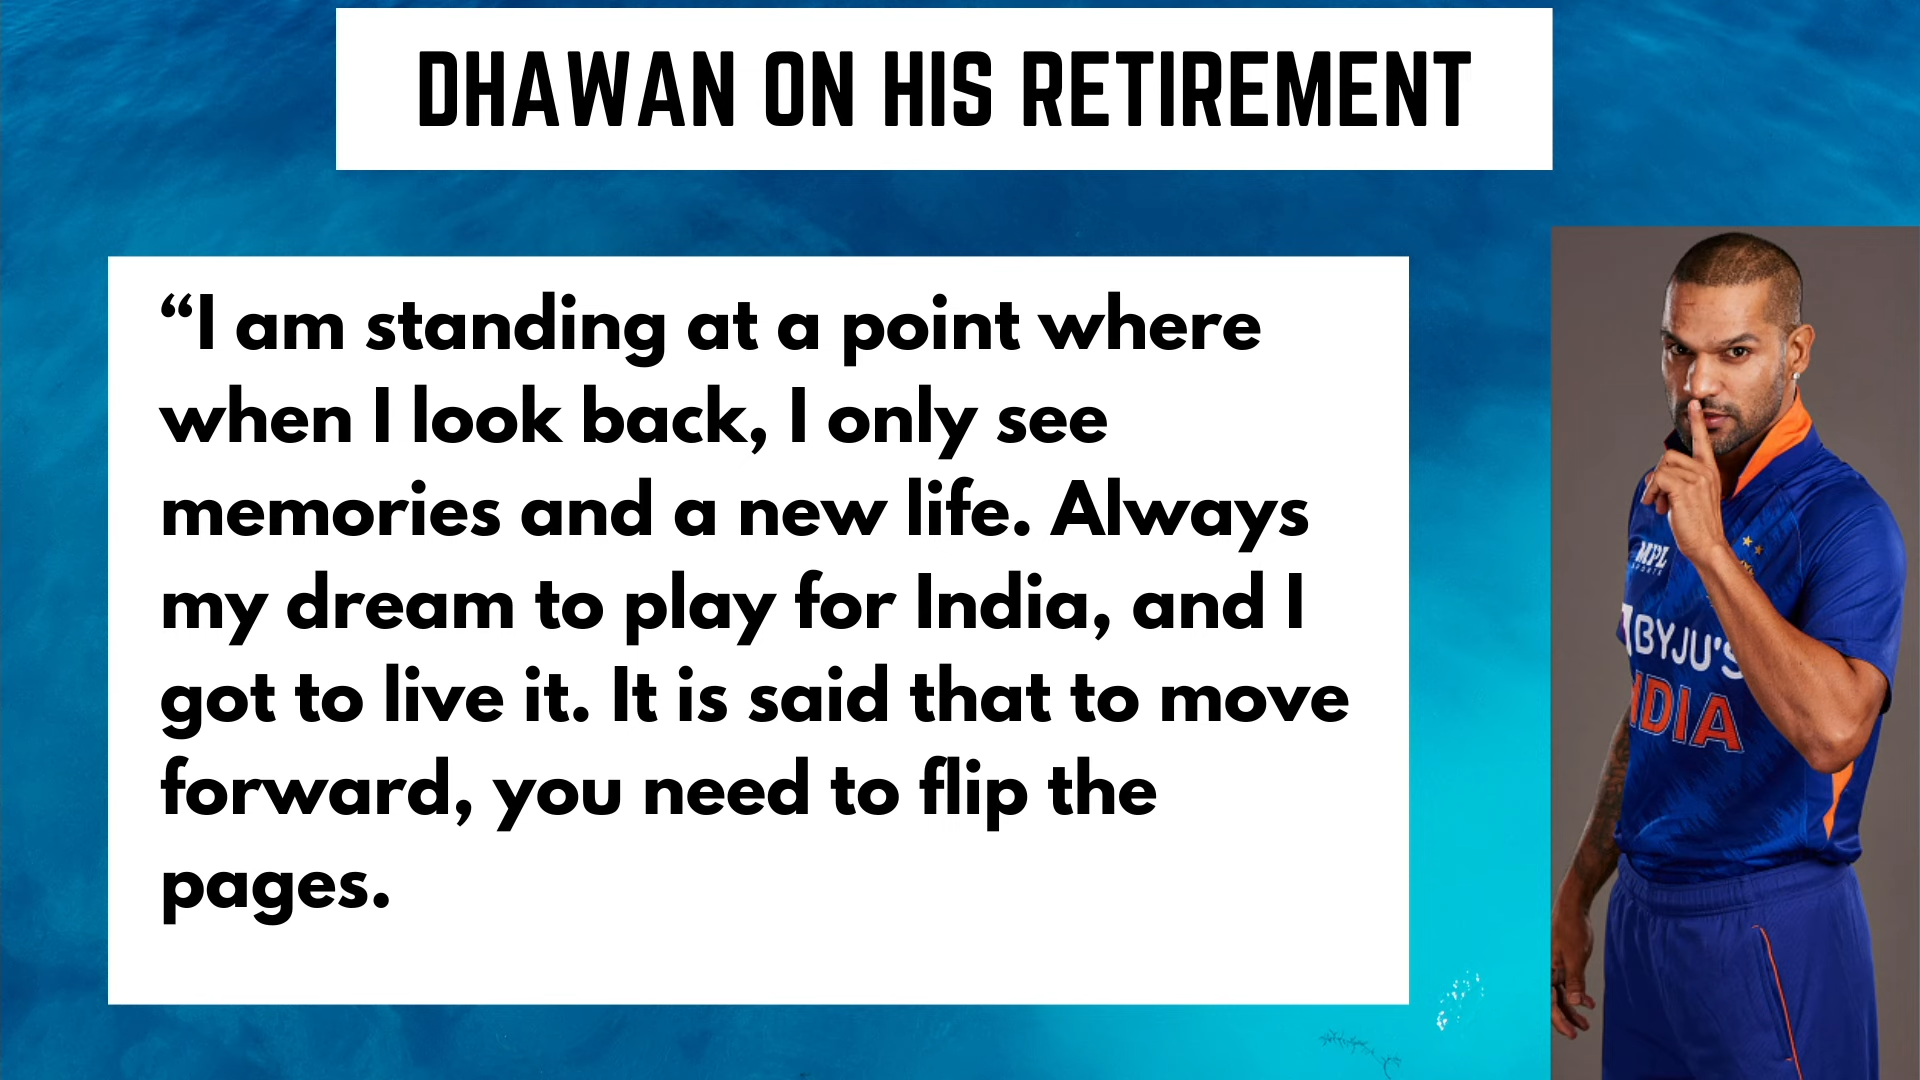 DHAWAN ON HIS RETIREMENT
“I am standing at a point where
when I look back, I only see
memories and a new life. Always
my dream to play for India, and I
got to live it. It is said that to move
forward, you need to flip the
pages.
MPL
SPORTS
BYJU'S
INDIA